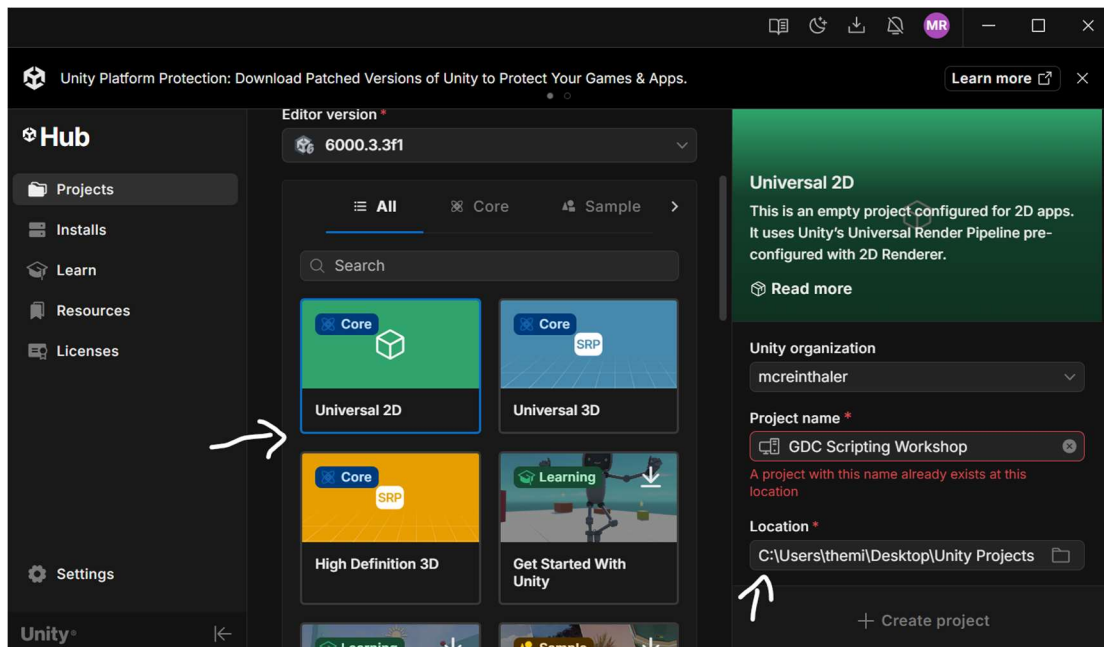 MR
Unity Platform Protection: Download Patched Versions of Unity to Protect Your Games & Apps.
Learn more
Hub
Projects
Installs
Learn
Resources
Licenses
Settings
Unity
Editor version *
6000.3.3f1
All
Core
Sample
Search
Core
Universal 2D
Core
SRP
Universal 3D
Core
SRP
High Definition 3D
Learning
Get Started With
Unity
Learning
Sample
Universal 2D
This is an empty project configured for 2D apps.
It uses Unity's Universal Render Pipeline pre-
configured with 2D Renderer.
Read more
Unity organization
mcreinthaler
Project name *
GDC Scripting Workshop
A project with this name already exists at this
location
Location *
C:\Users\themi\Desktop\Unity Projects
+ Create project